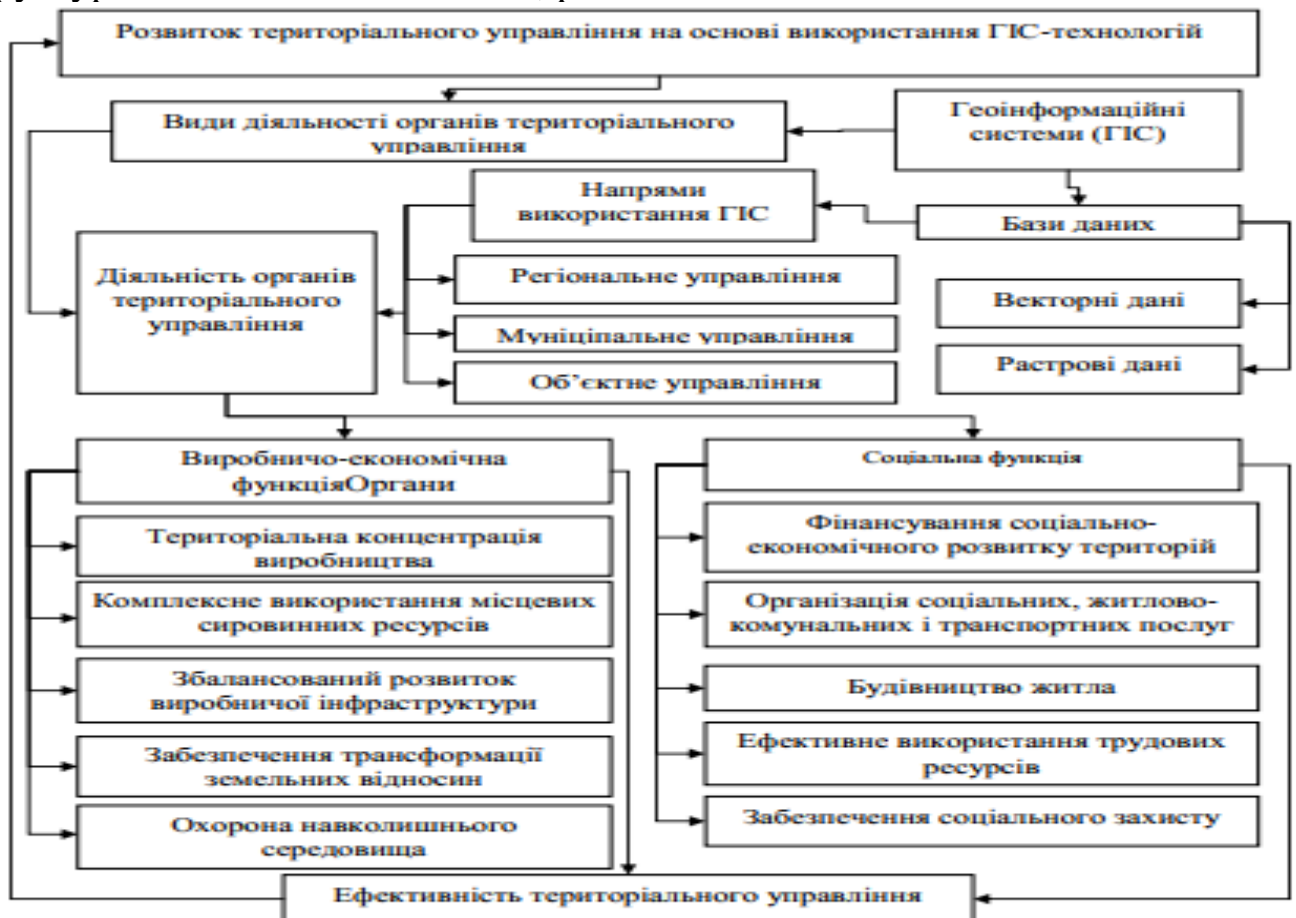 Розвиток територіального управління на основі використання ГІС-технологій
Види діяльності органів територіального
управління
Геоінформаційні
системи (ГІС)
Напрями
використання ГІС
Бази даних
Діяльність органів
територіального
управління
Регіональне управління
Муніципальне управління
Об’єктне управління
Векторні дані
Растрові дані
Виробничо-економічна
функціяОргани
Територіальна концентрація
виробництва
Комплексне використання місцевих
сировинних ресурсів
Збалансований розвиток
виробничої інфраструктури
Забезпечення трансформації
земельних відносин
Охорона навколишнього
середовища
Соціальна функція
Фінансування соціально-
економічного розвитку територій
Організація соціальних, житлово-
комунальних і транспортних послуг
Будівництво житла
Ефективне використання трудових
ресурсів
Забезпечення соціального захисту
Ефективність територіального управління